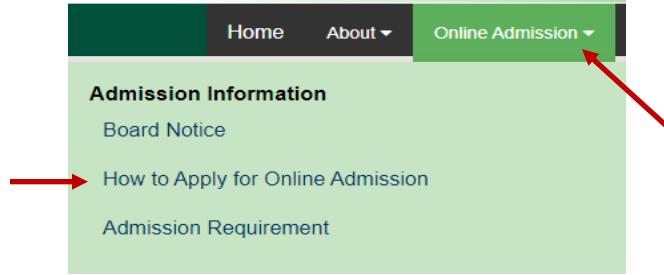 Home About Online Admission
Admission Information
Board Notice
How to Apply for Online Admission
Admission Requirement